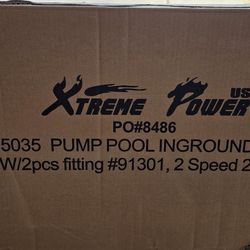 XTREME POWER US
PO#8486
5035 PUMP POOL INGROUND
W/2pcs fitting #91301, 2 Speed 2